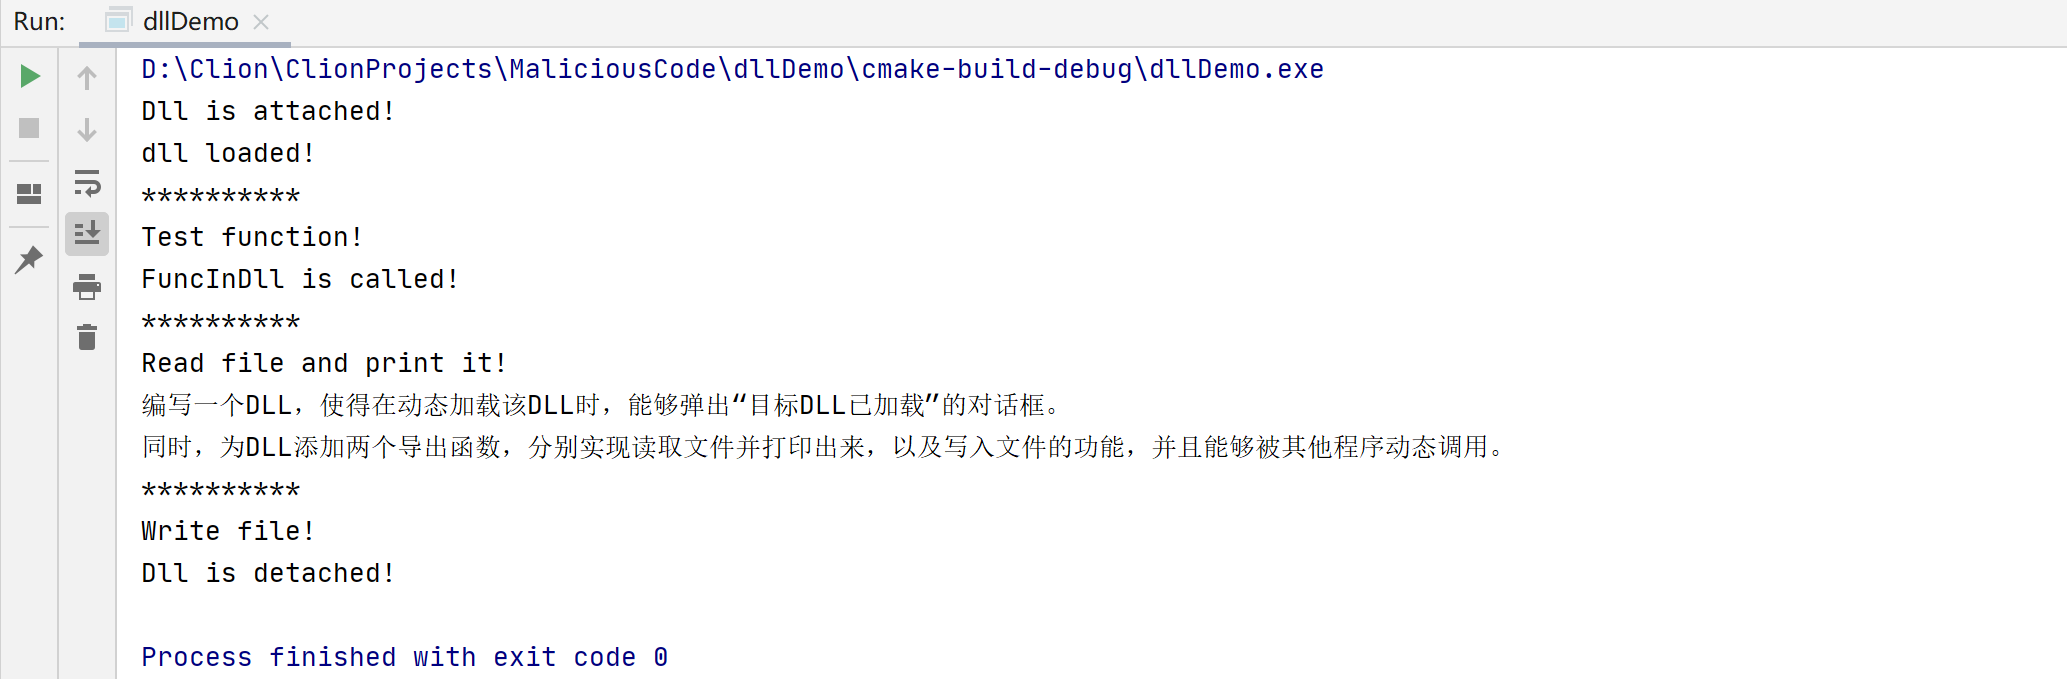 Run: dllDemo
D:\Clion\ClionProjects\MaliciousCode\dllDemo\cmake-build-debug\dllDemo.exe
Dll is attached!
dll loaded!
**********
Test function!
FuncInDll is called!
**********
Read file and print it!
编写一个DLL，使得在动态加载该DLL时，能够弹出“目标DLL已加载”的对话框。
同时，为DLL添加两个导出函数，分别实现读取文件并打印出来，以及写入文件的功能，并且能够被其他程序动态调用。
**********
Write file!
Dll is detached!
Process finished with exit code 0